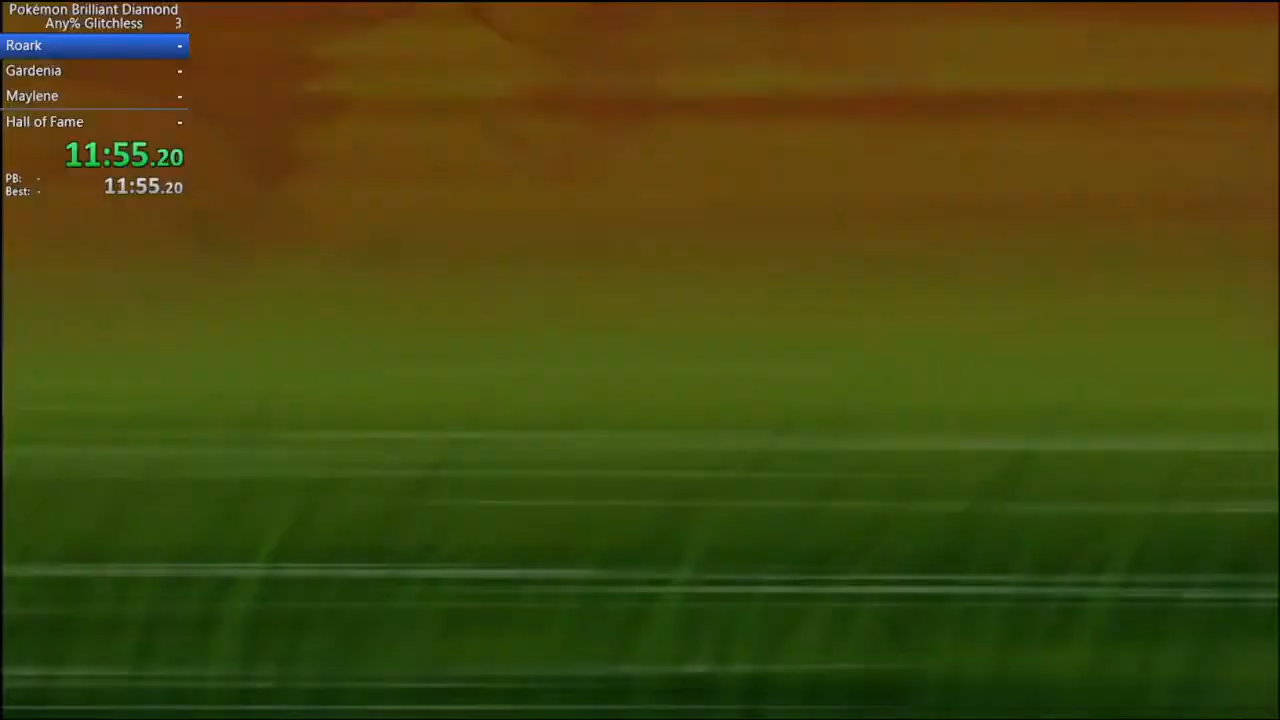 Pokémon Brilliant Diamond
Any% Glitchless 3
Roark -
Gardenia -
Maylene -
Hall of Fame -
11:55.20
PB: -
Best: - 11:55.20